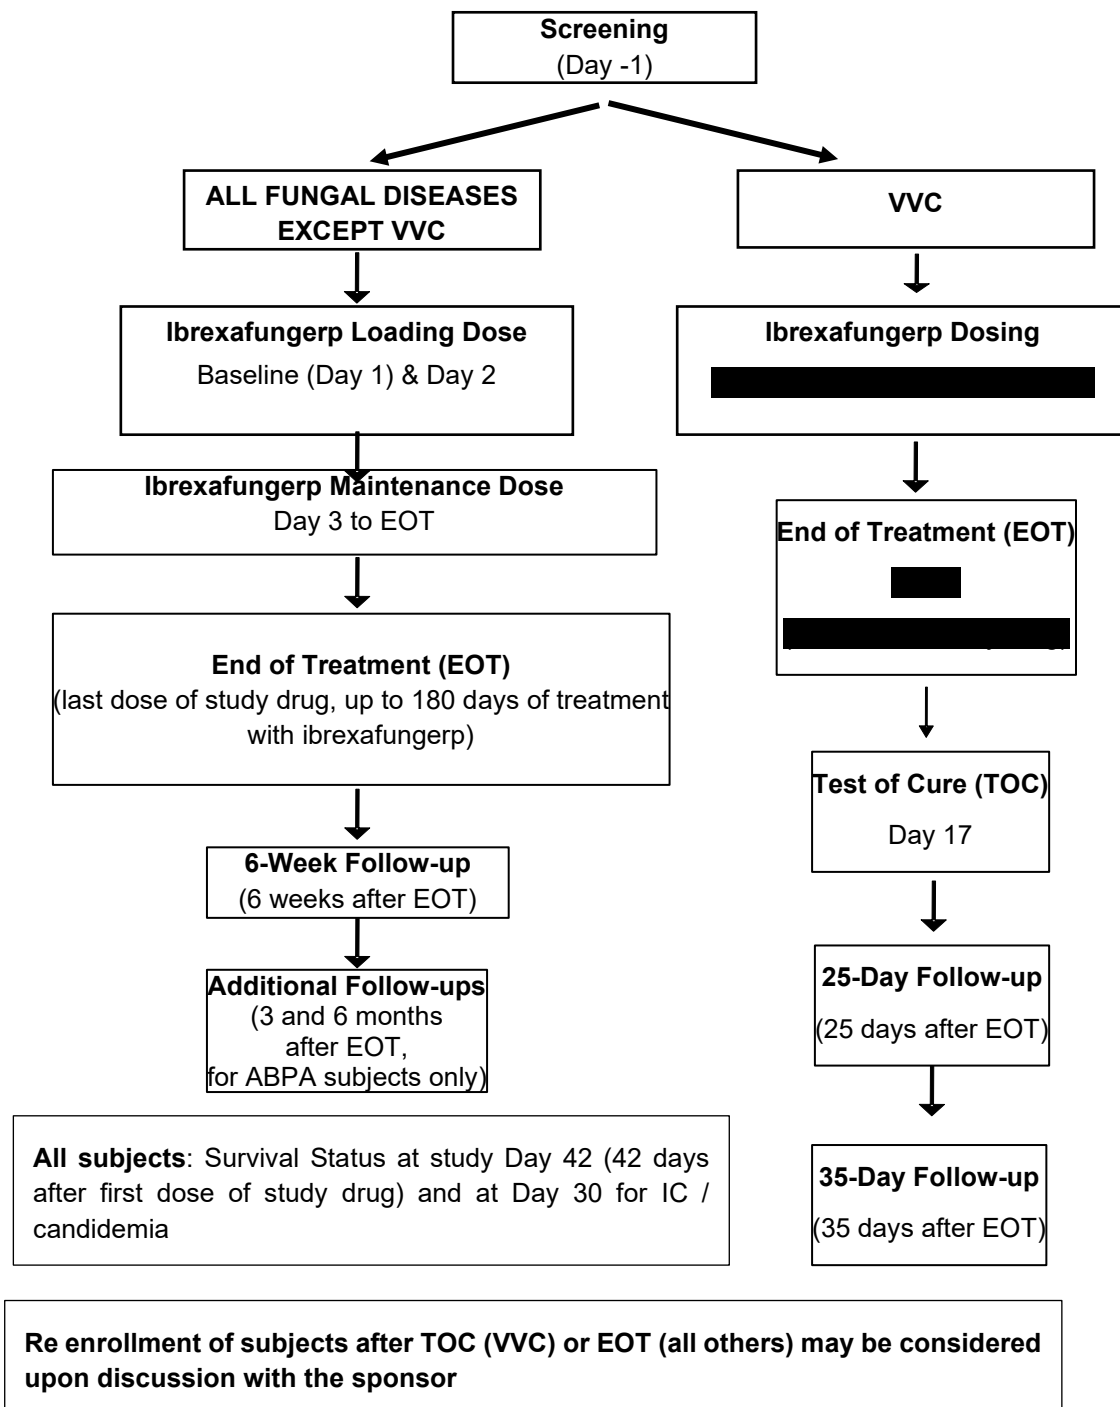 Screening
(Day -1)
ALL FUNGAL DISEASES
EXCEPT VVC
Ibrexafungerp Loading Dose
Baseline (Day 1) & Day 2
Ibrexafungerp Maintenance Dose
Day 3 to EOT
End of Treatment (EOT)
(last dose of study drug, up to 180 days of treatment
with ibrexafungerp)
6-Week Follow-up
(6 weeks after EOT)
Additional Follow-ups
(3 and 6 months
after EOT,
for ABPA subjects only)
VVC
Ibrexafungerp Dosing
End of Treatment (EOT)
Test of Cure (TOC)
Day 17
25-Day Follow-up
(25 days after EOT)
35-Day Follow-up
(35 days after EOT)
All subjects: Survival Status at study Day 42 (42 days
after first dose of study drug) and at Day 30 for IC /
candidemia
Re enrollment of subjects after TOC (VVC) or EOT (all others) may be considered
upon discussion with the sponsor